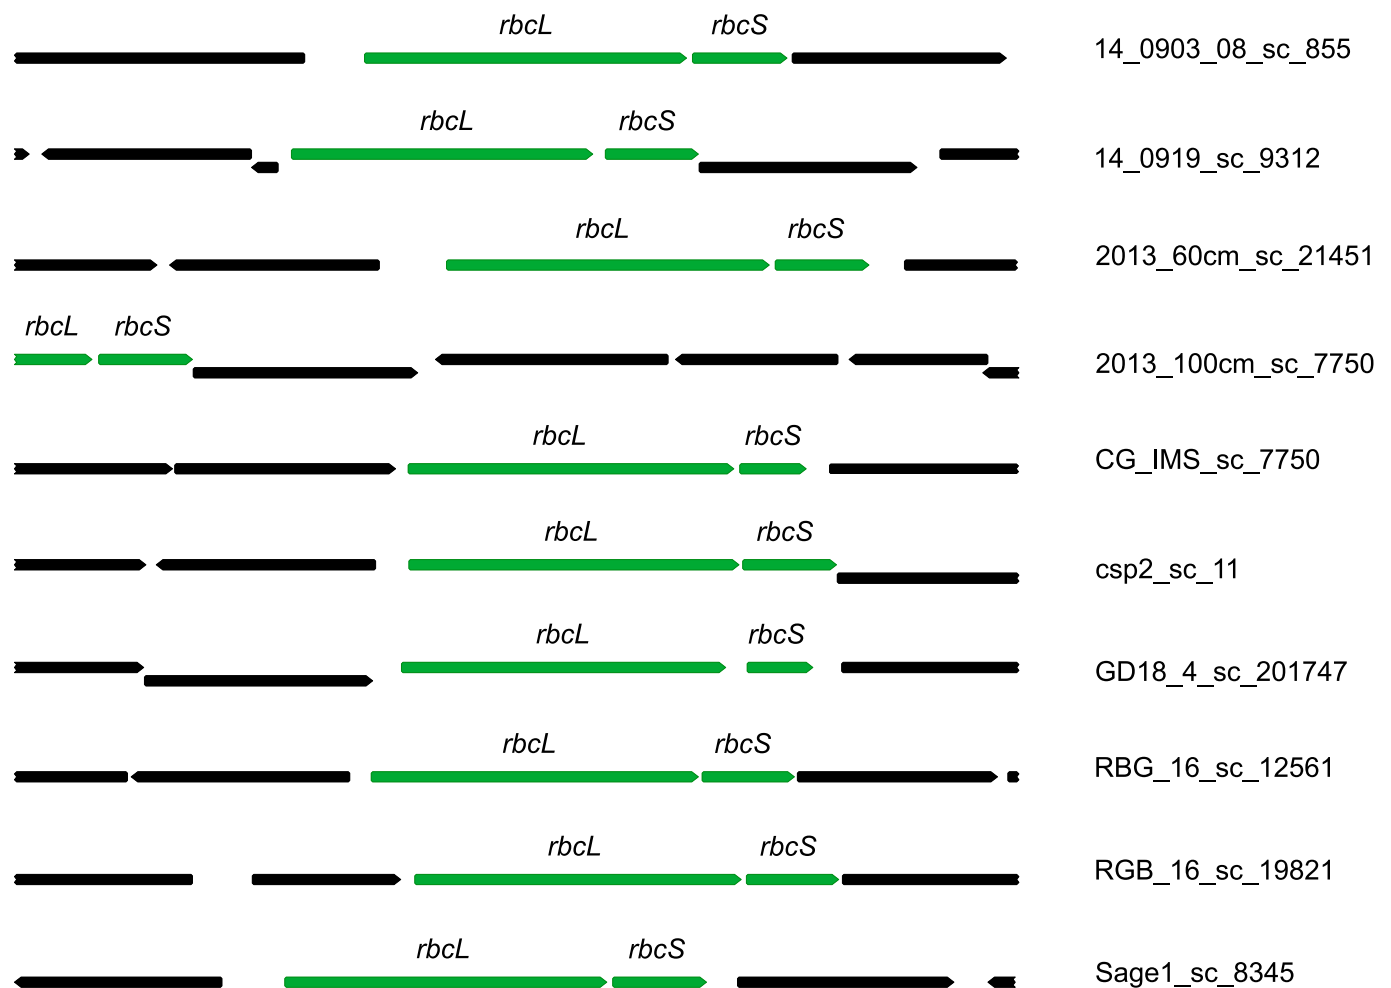 rbcL rbcS
14_0903_08_sc_855
rbcL rbcS
14_0919_sc_9312
rbcL rbcS
2013_60cm_sc_21451
rbcL rbcS
2013_100cm_sc_7750
rbcL rbcS
CG_IMS_sc_7750
rbcL rbcS
csp2_sc_11
rbcL rbcS
GD18_4_sc_201747
rbcL rbcS
RBG_16_sc_12561
rbcL rbcS
RGB_16_sc_19821
rbcL rbcS
Sage1_sc_8345